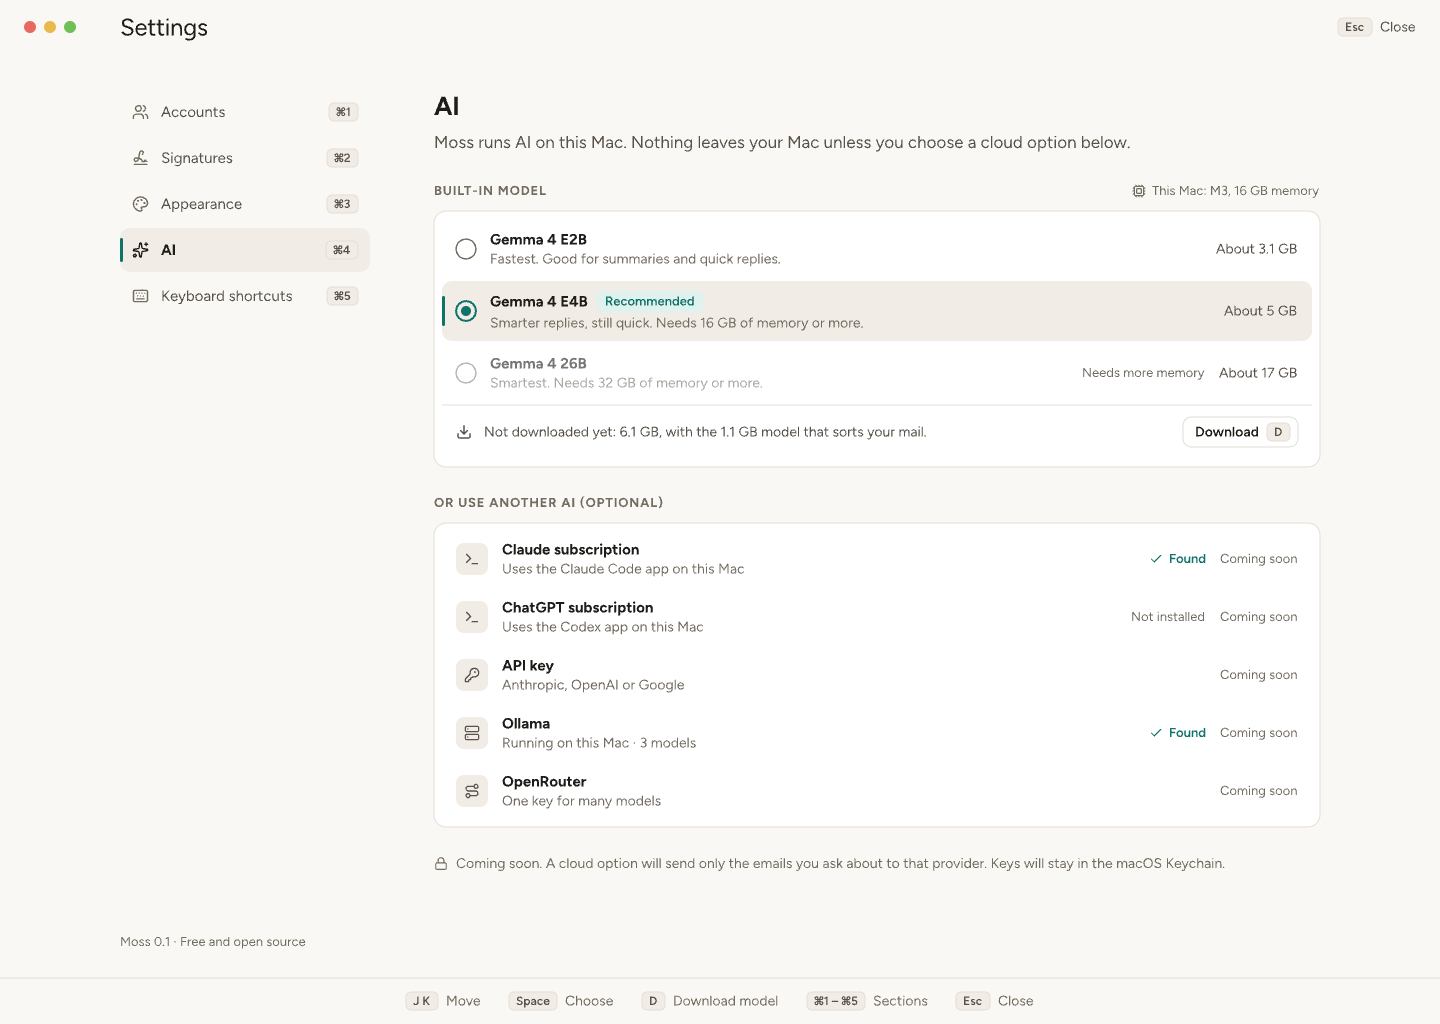 Settings
Esc Close
Accounts ⌘1
Signatures ⌘2
Appearance ⌘3
AI ⌘4
Keyboard shortcuts ⌘5
AI
Moss runs AI on this Mac. Nothing leaves your Mac unless you choose a cloud option below.
BUILT-IN MODEL
This Mac: M3, 16 GB memory
Gemma 4 E2B
Fastest. Good for summaries and quick replies.
About 3.1 GB
Gemma 4 E4B Recommended
Smarter replies, still quick. Needs 16 GB of memory or more.
About 5 GB
Gemma 4 26B
Smartest. Needs 32 GB of memory or more.
Needs more memory About 17 GB
Not downloaded yet: 6.1 GB, with the 1.1 GB model that sorts your mail.
Download D
OR USE ANOTHER AI (OPTIONAL)
Claude subscription
Uses the Claude Code app on this Mac
Found Coming soon
ChatGPT subscription
Uses the Codex app on this Mac
Not installed Coming soon
API key
Anthropic, OpenAI or Google
Coming soon
Ollama
Running on this Mac · 3 models
Found Coming soon
OpenRouter
One key for many models
Coming soon
Coming soon. A cloud option will send only the emails you ask about to that provider. Keys will stay in the macOS Keychain.
Moss 0.1 · Free and open source
J K Move Space Choose D Download model ⌘1 – ⌘5 Sections Esc Close